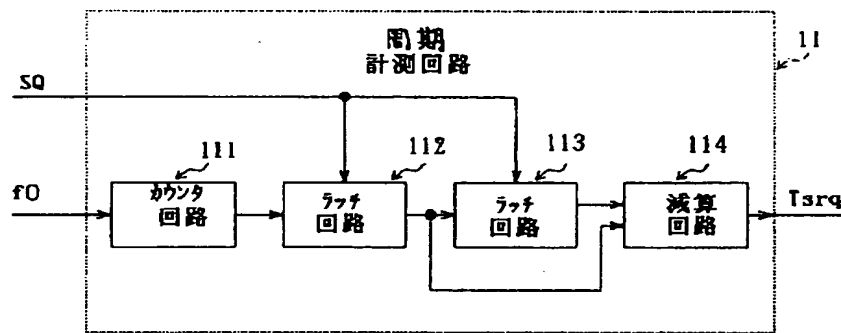 周期
計測回路
11
SQ
111
112
113
114
f0
カウンタ
回路
ラッチ
回路
ラッチ
回路
減算
回路
Tsrq